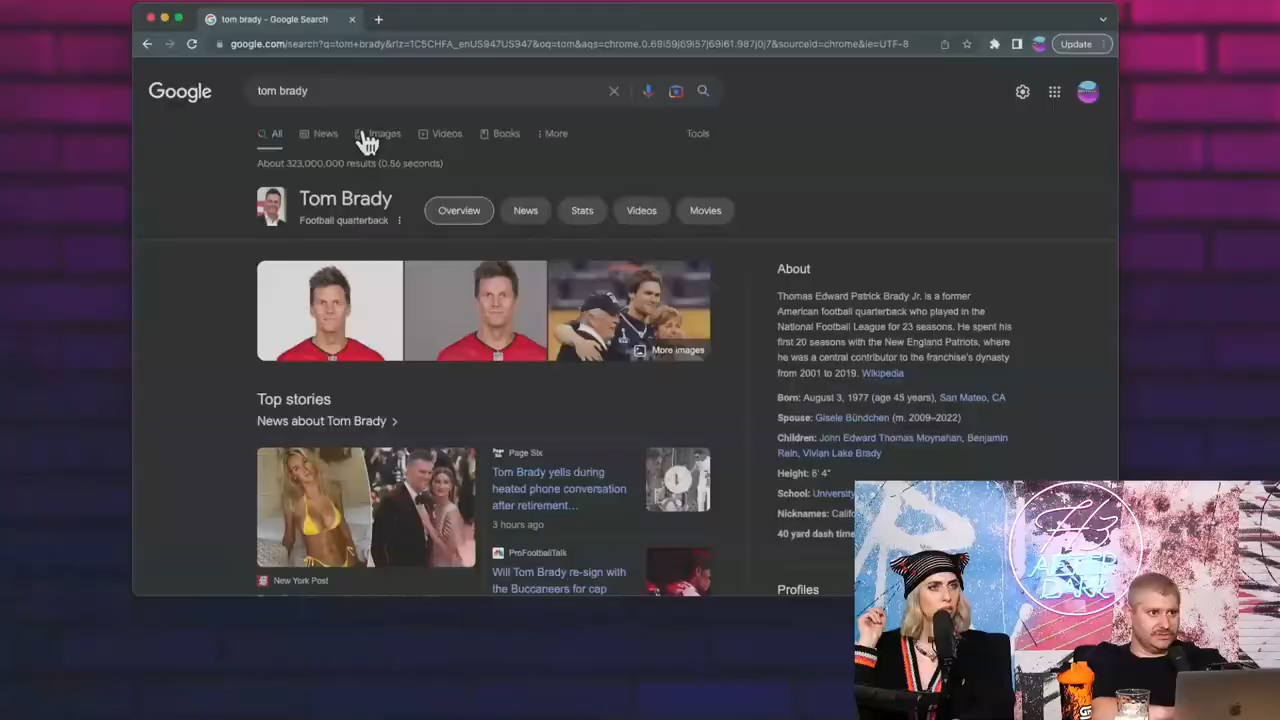 tom brady - Google Search
google.com/search?q=tom+brady&rlz=1C5CHFA_enUS947US947&oq=tom&aqs=chrome.0.69i59j69i57j69i61.987j0j7&sourceid=chrome&ie=UTF-8
Update
Google
tom brady
All
News
Images
Videos
Books
More
Tools
About 323,000,000 results (0.56 seconds)
Tom Brady
Football quarterback
Overview
News
Stats
Videos
Movies
More images
About
Thomas Edward Patrick Brady Jr. is a former
American football quarterback who played in the
National Football League for 23 seasons. He spent his
first 20 seasons with the New England Patriots, where
he was a central contributor to the franchise's dynasty
from 2001 to 2019. Wikipedia
Born: August 3, 1977 (age 45 years), San Mateo, CA
Spouse: Gisele Bündchen (m. 2009–2022)
Children: John Edward Thomas Moynahan, Benjamin
Rein, Vivian Lake Brady
Height: 6′ 4″
School: University
Nicknames:
40 yard dash time
Profiles
Top stories
News about Tom Brady
New York Post
Page Six
Tom Brady yells during
heated phone conversation
after retirement...
3 hours ago
ProFootballTalk
Will Tom Brady re-sign with
the Buccaneers for cap
H3
AFTER
DARK